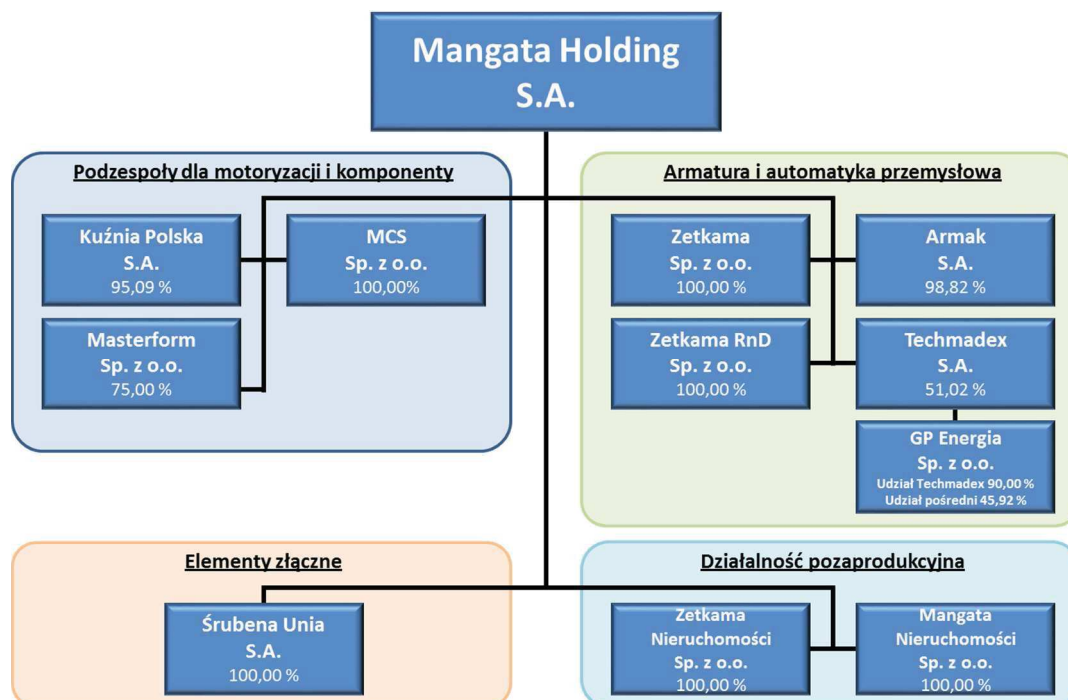 Mangata Holding
S.A.
Podzespoły dla motoryzacji i komponenty
Kuźnia Polska
S.A.
95,09 %
MCS
Sp. z o.o.
100,00%
Masterform
Sp. z o.o.
75,00 %
Armatura i automatyka przemysłowa
Zetkama
Sp. z o.o.
100,00 %
Armak
S.A.
98,82 %
Zetkama RnD
Sp. z o.o.
100,00 %
Techmadex
S.A.
51,02 %
GP Energia
Sp. z o.o.
Udział Techmadex 90,00 %
Udział pośredni 45,92 %
Elementy złączne
Śrubena Unia
S.A.
100,00 %
Działalność pozaprodukcyjna
Zetkama
Nieruchomości
Sp. z o.o.
100,00 %
Mangata
Nieruchomości
Sp. z o.o.
100,00 %